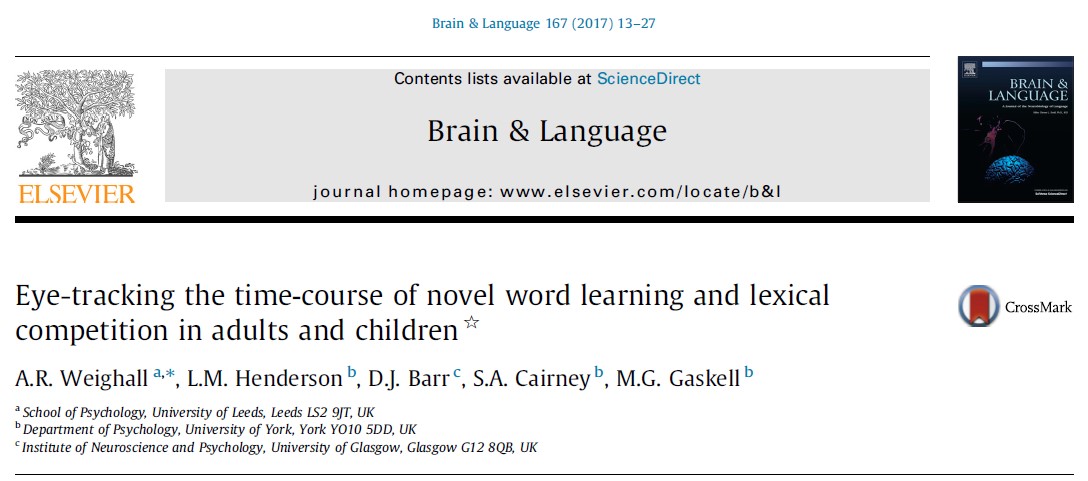 Brain & Language 167 (2017) 13–27
Contents lists available at ScienceDirect
Brain & Language
journal homepage: www.elsevier.com/locate/b&l
ELSEVIER
BRAIN &
LANGUAGE
Eye-tracking the time-course of novel word learning and lexical
competition in adults and children ☆
CrossMark
A.R. Weighall a,*, L.M. Henderson b, D.J. Barr c, S.A. Cairney b, M.G. Gaskell b
a School of Psychology, University of Leeds, Leeds LS2 9JT, UK
b Department of Psychology, University of York, York YO10 5DD, UK
c Institute of Neuroscience and Psychology, University of Glasgow, Glasgow G12 8QB, UK